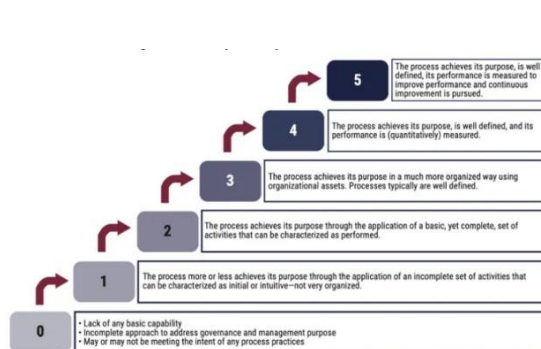 5
The process achieves its purpose, is well
defined, its performance is measured to
improve performance and continuous
improvement is pursued.
4
The process achieves its purpose, is well defined, and its
performance is (quantitatively) measured.
3
The process achieves its purpose in a much more organized way using
organizational assets. Processes typically are well defined.
2
The process achieves its purpose through the application of a basic, yet complete, set of
activities that can be characterized as performed.
1
The process more or less achieves its purpose through the application of an incomplete set of activities that
can be characterized as initial or intuitive—not very organized.
0
• Lack of any basic capability
• Incomplete approach to address governance and management purpose
• May or may not be meeting the intent of any process practices